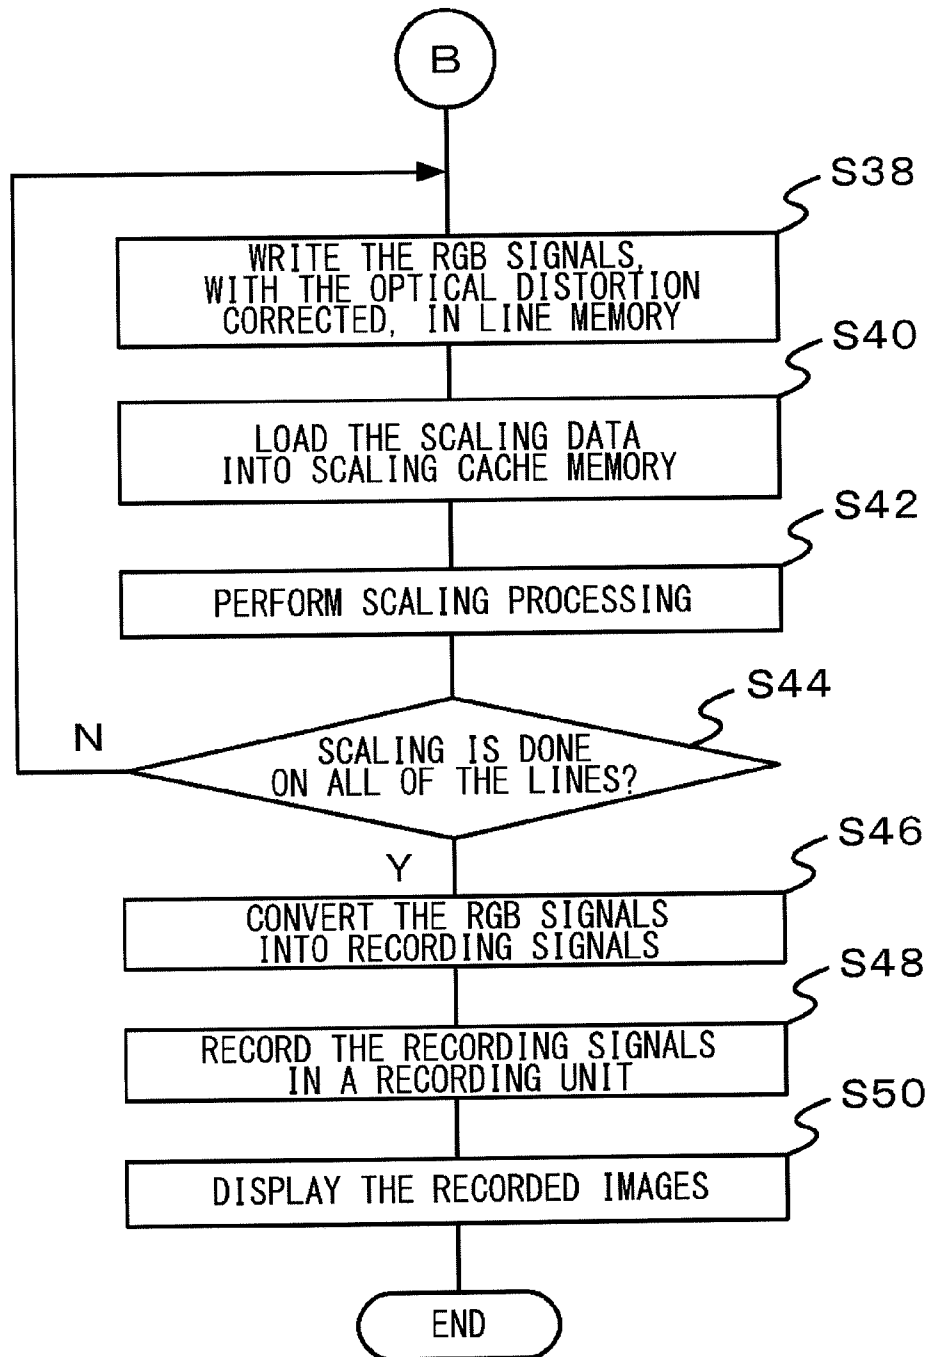 B
S38
WRITE THE RGB SIGNALS,
WITH THE OPTICAL DISTORTION
CORRECTED, IN LINE MEMORY
S40
LOAD THE SCALING DATA
INTO SCALING CACHE MEMORY
S42
PERFORM SCALING PROCESSING
S44
N
SCALING IS DONE
ON ALL OF THE LINES?
Y
S46
CONVERT THE RGB SIGNALS
INTO RECORDING SIGNALS
S48
RECORD THE RECORDING SIGNALS
IN A RECORDING UNIT
S50
DISPLAY THE RECORDED IMAGES
END